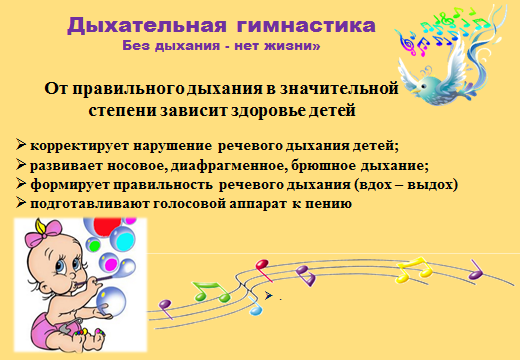 Дыхательная гимнастика
Без дыхания - нет жизни»
От правильного дыхания в значительной
степени зависит здоровье детей
➢ корректирует нарушение речевого дыхания детей;
➢ развивает носовое, диафрагменное, брюшное дыхание;
➢ формирует правильность речевого дыхания (вдох – выдох)
➢ подготавливают голосовой аппарат к пению
➢ .